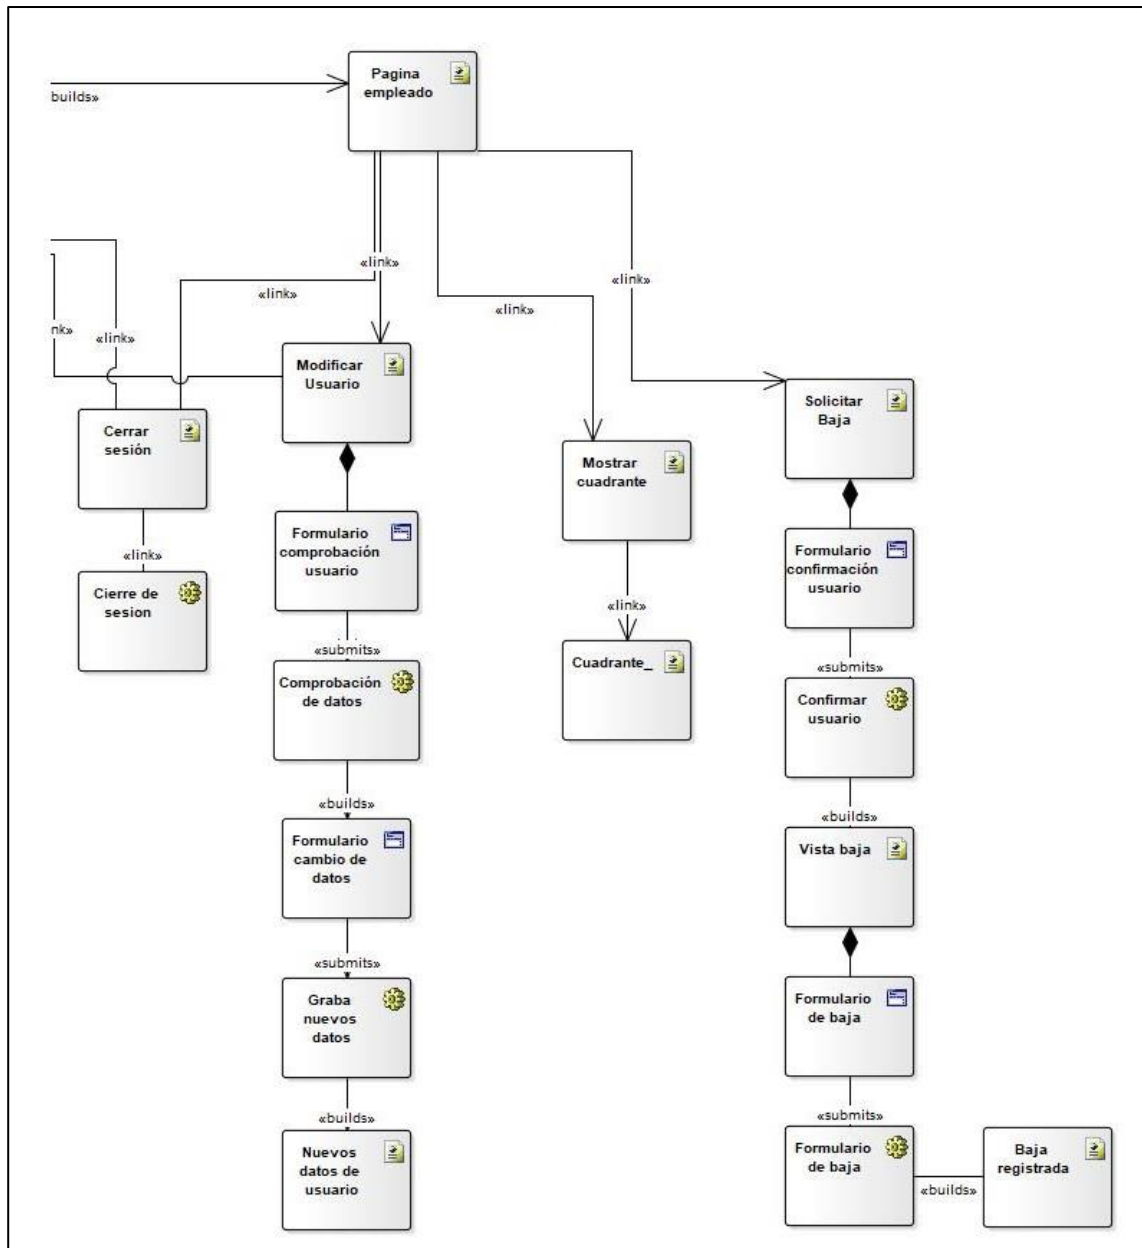 Pagina
empleado
builds»
«link»
«link»
«link»
«link»
nk»
«link»
Modificar
Usuario
Solicitar
Baja
Cerrar
sesión
Mostrar
cuadrante
Formulario
comprobación
usuario
Formulario
confirmación
usuario
«link»
Cierre de
sesion
«link»
«submits»
Comprobación
de datos
Cuadrante_
«submits»
Confirmar
usuario
«builds»
Formulario
cambio de
datos
«builds»
Vista baja
«submits»
Graba
nuevos
datos
Formulario
de baja
«builds»
«submits»
Nuevos
datos de
usuario
Formulario
de baja
Baja
registrada
«builds»